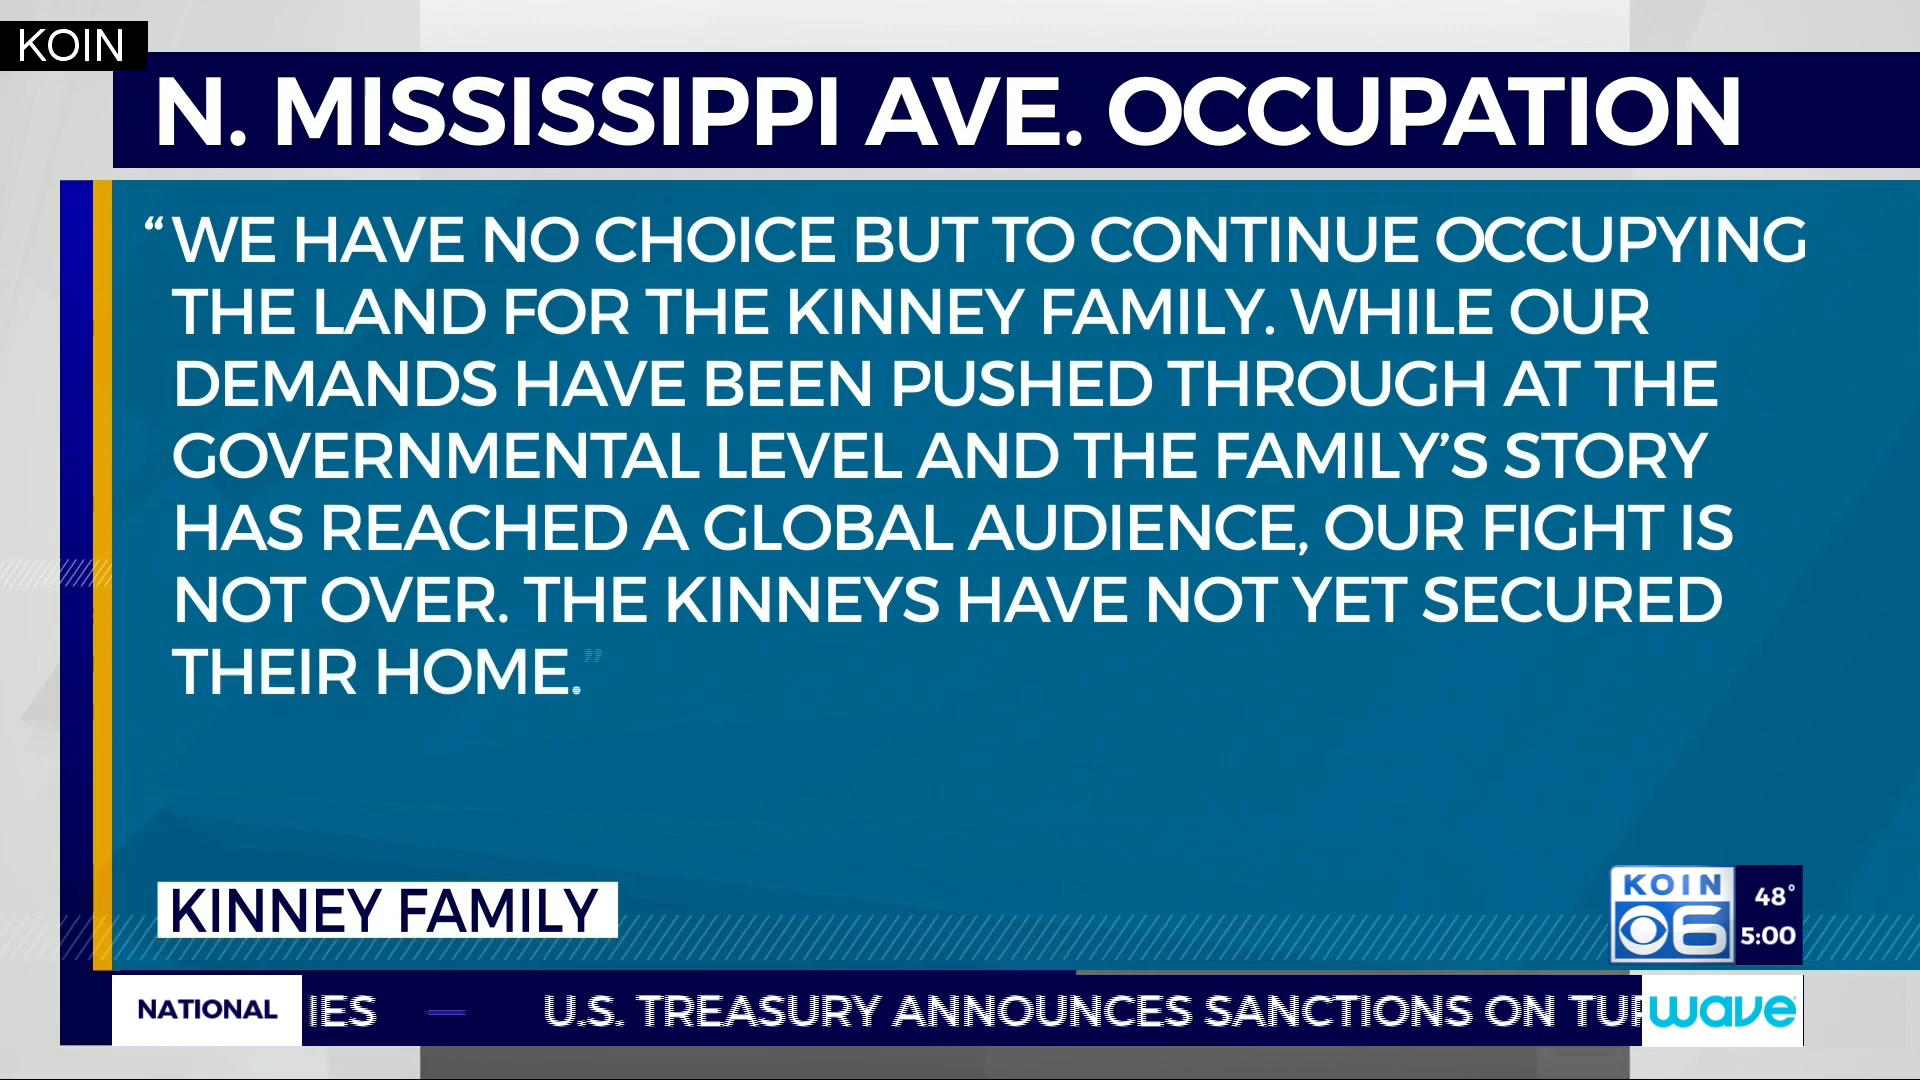 KOIN
N. MISSISSIPPI AVE. OCCUPATION
“WE HAVE NO CHOICE BUT TO CONTINUE OCCUPYING
THE LAND FOR THE KINNEY FAMILY. WHILE OUR
DEMANDS HAVE BEEN PUSHED THROUGH AT THE
GOVERNMENTAL LEVEL AND THE FAMILY’S STORY
HAS REACHED A GLOBAL AUDIENCE, OUR FIGHT IS
NOT OVER. THE KINNEYS HAVE NOT YET SECURED
THEIR HOME.”
KINNEY FAMILY
KOIN
6
48°
5:00
NATIONAL
IES — U.S. TREASURY ANNOUNCES SANCTIONS ON
wave